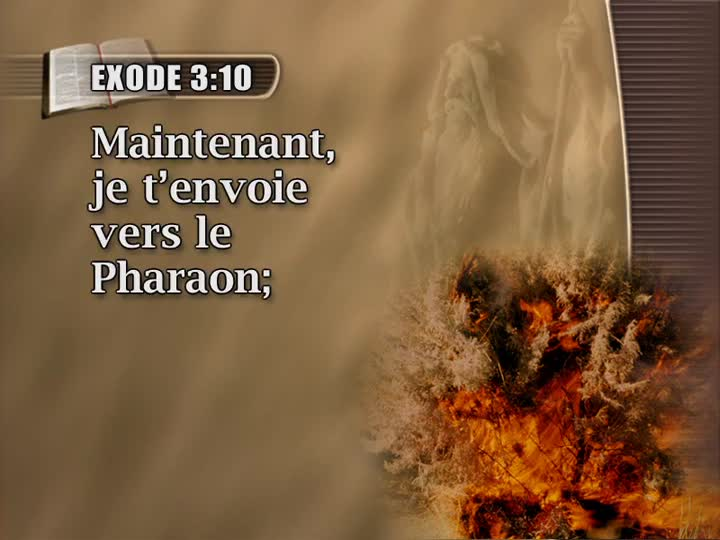 EXODE 3:10
Maintenant,
je t'envoie
vers le
Pharaon;